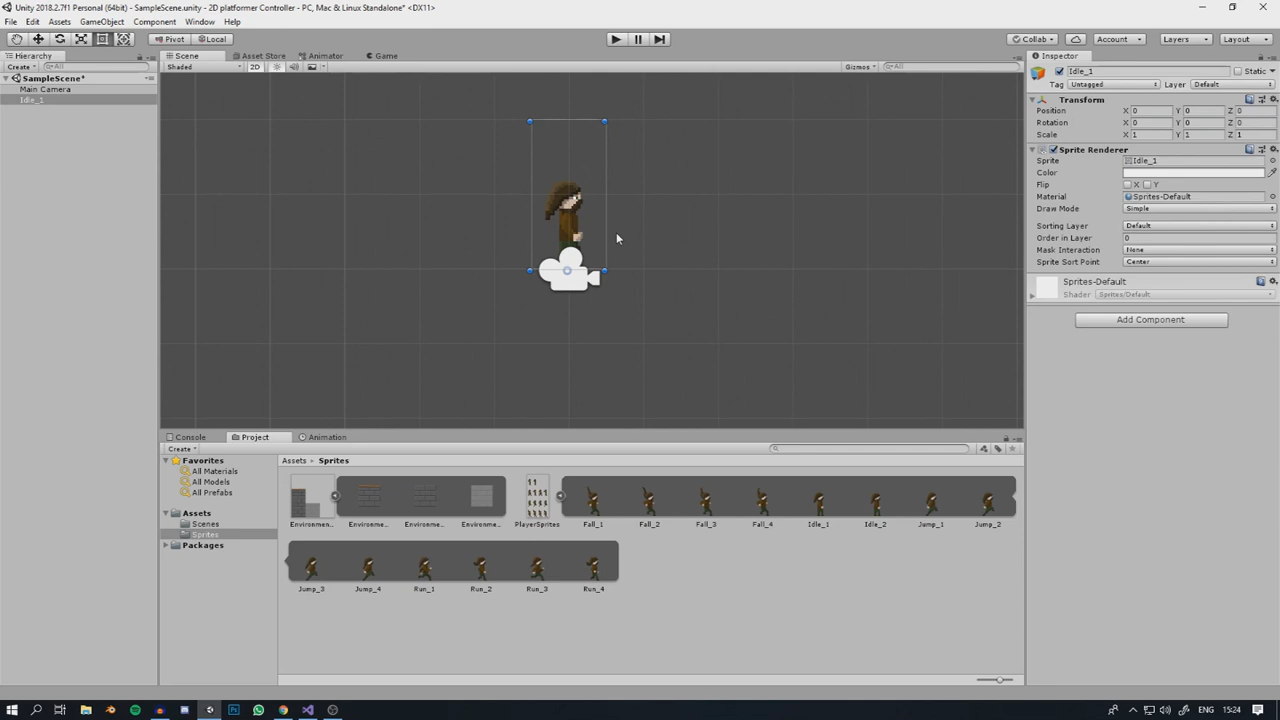 Unity 2018.2.7f1 Personal (64bit) - SampleScene.unity - 2D platformer Controller - PC, Mac & Linux Standalone* <DX11>
File Edit Assets GameObject Component Window Help
Pivot Local Collab Account Layers Layout
Hierarchy Scene Asset Store Animator Game Inspector
Create All Shaded 2D Gizmos All Idle_1 Static
SampleScene* Tag Untagged Layer Default
Main Camera
Idle_1 Transform
Position X 0 Y 0 Z 0
Rotation X 0 Y 0 Z 0
Scale X 1 Y 1 Z 1
Sprite Renderer
Sprite Idle_1
Color
Flip X Y
Material Sprites-Default
Draw Mode Simple
Sorting Layer Default
Order in Layer 0
Mask Interaction None
Sprite Sort Point Center
Sprites-Default
Shader Sprites/Default
Add Component
Console Project Animation
Create
Favorites
All Materials
All Models
All Prefabs
Assets
Scenes
Sprites
Packages
Assets Sprites
Environmen... Environme... Environme... Environme... PlayerSprites Fall_1 Fall_2 Fall_3 Fall_4 Idle_1 Idle_2 Jump_1 Jump_2
Jump_3 Jump_4 Run_1 Run_2 Run_3 Run_4
ENG 15:24